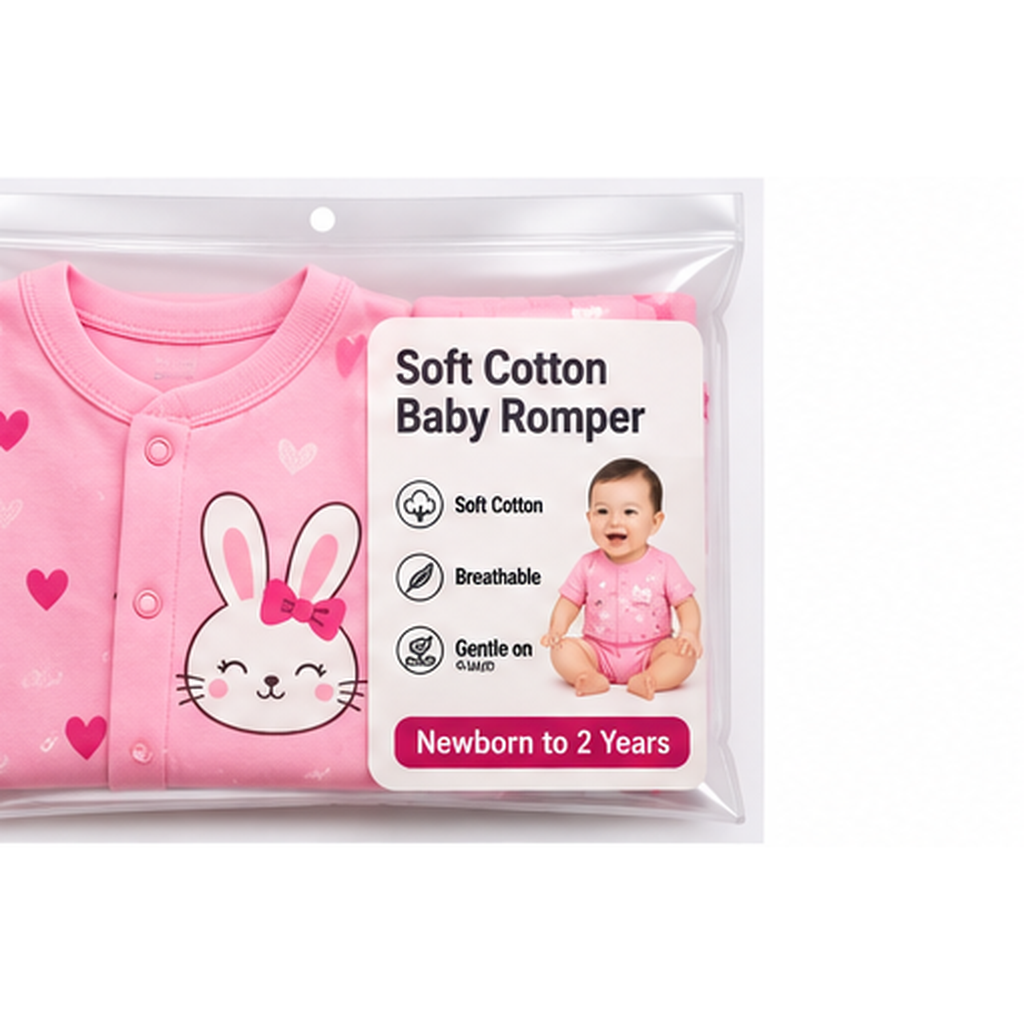 Soft Cotton
Baby Romper
Soft Cotton
Breathable
Gentle on
Newborn to 2 Years